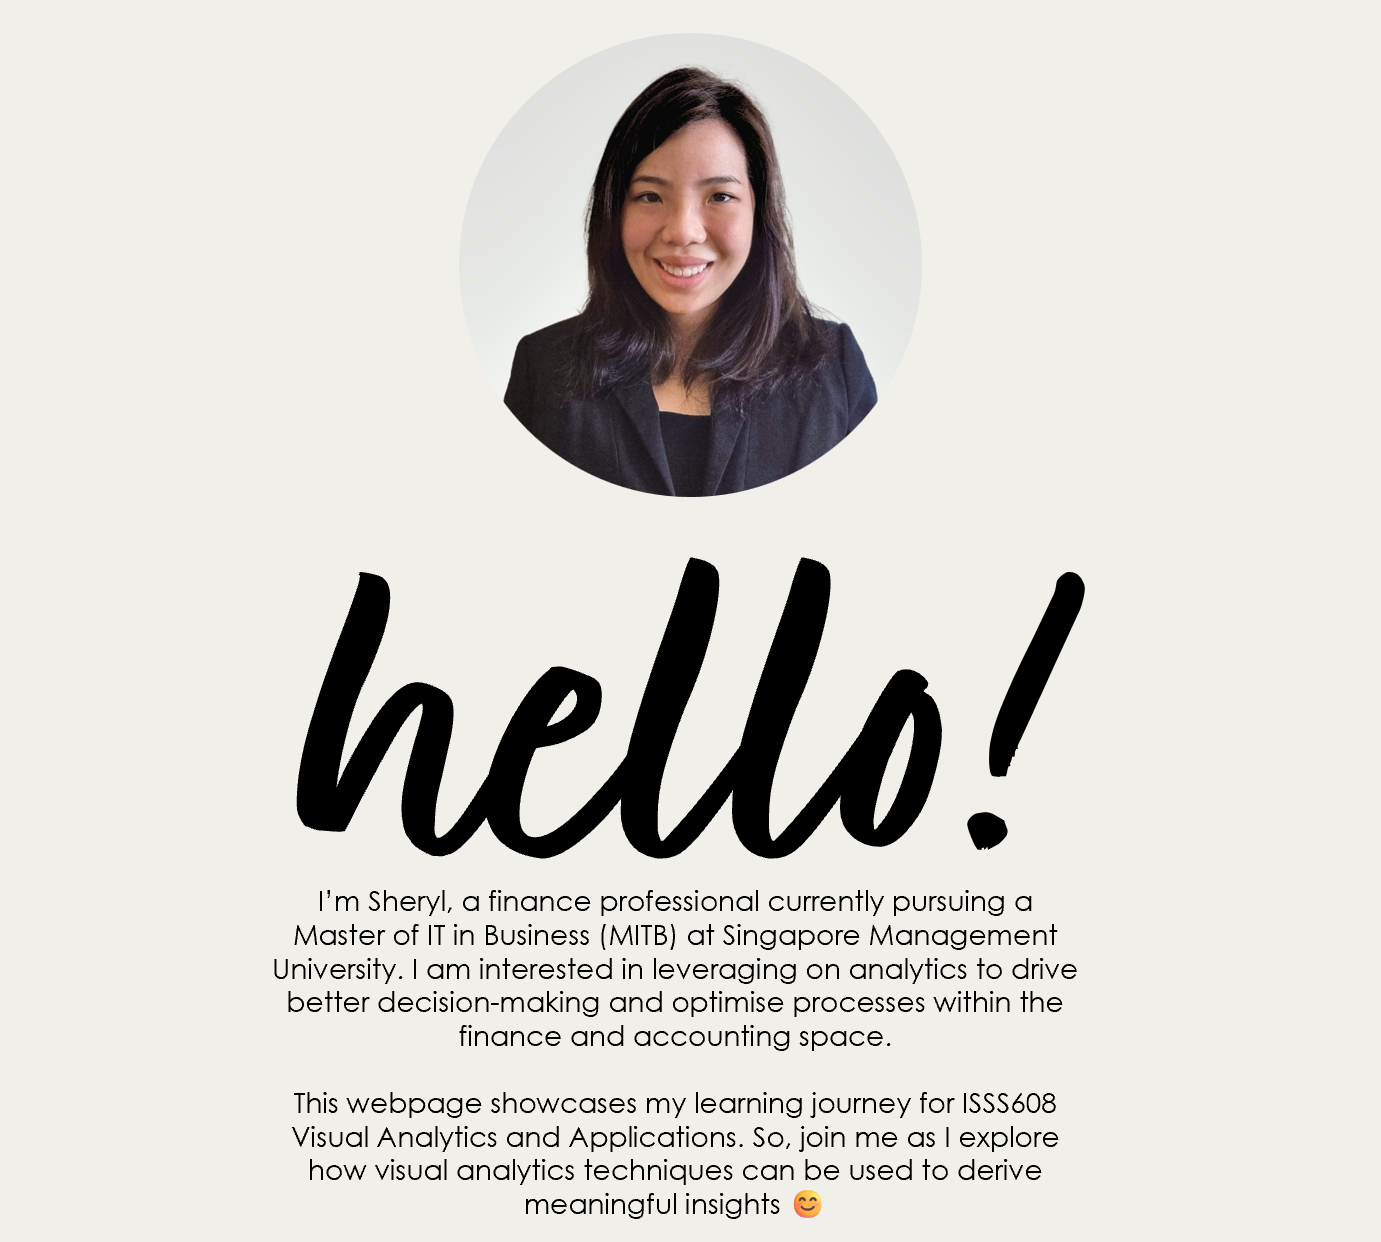 hello!
I’m Sheryl, a finance professional currently pursuing a
Master of IT in Business (MITB) at Singapore Management
University. I am interested in leveraging on analytics to drive
better decision-making and optimise processes within the
finance and accounting space.
This webpage showcases my learning journey for ISSS608
Visual Analytics and Applications. So, join me as I explore
how visual analytics techniques can be used to derive
meaningful insights 😊